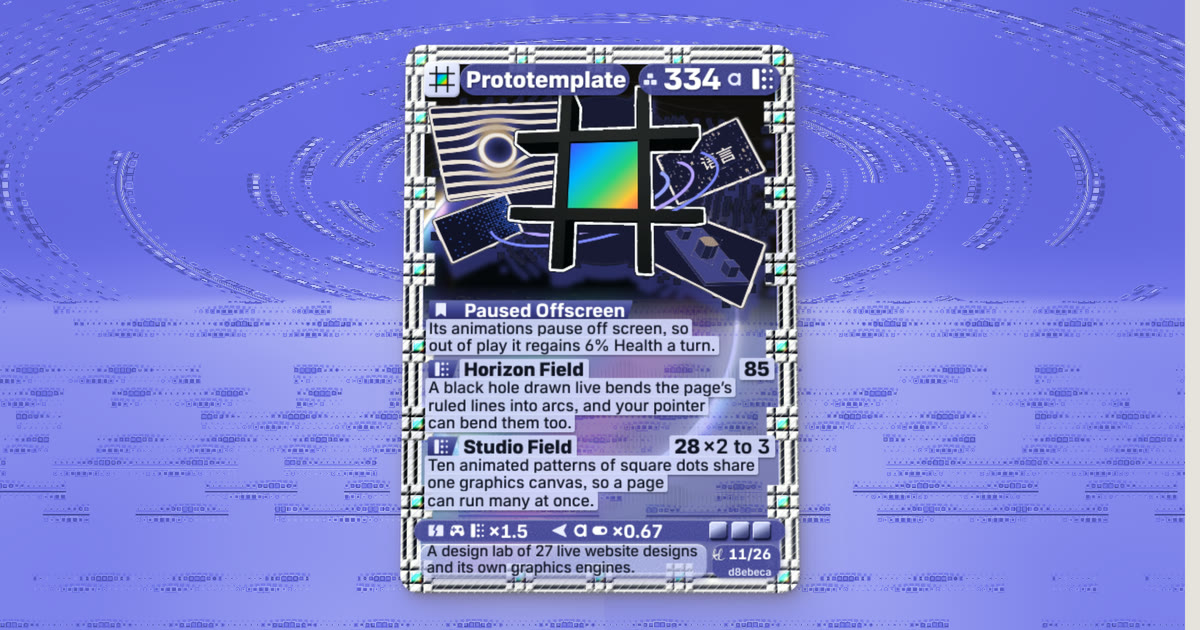 Prototemplate
334
语言
Paused Offscreen
Its animations pause off screen, so
out of play it regains 6% Health a turn.
Horizon Field 85
A black hole drawn live bends the page's
ruled lines into arcs, and your pointer
can bend them too.
Studio Field 28 ×2 to 3
Ten animated patterns of square dots share
one graphics canvas, so a page
can run many at once.
×1.5 ×0.67
A design lab of 27 live website designs
and its own graphics engines.
11/26
d8ebeca